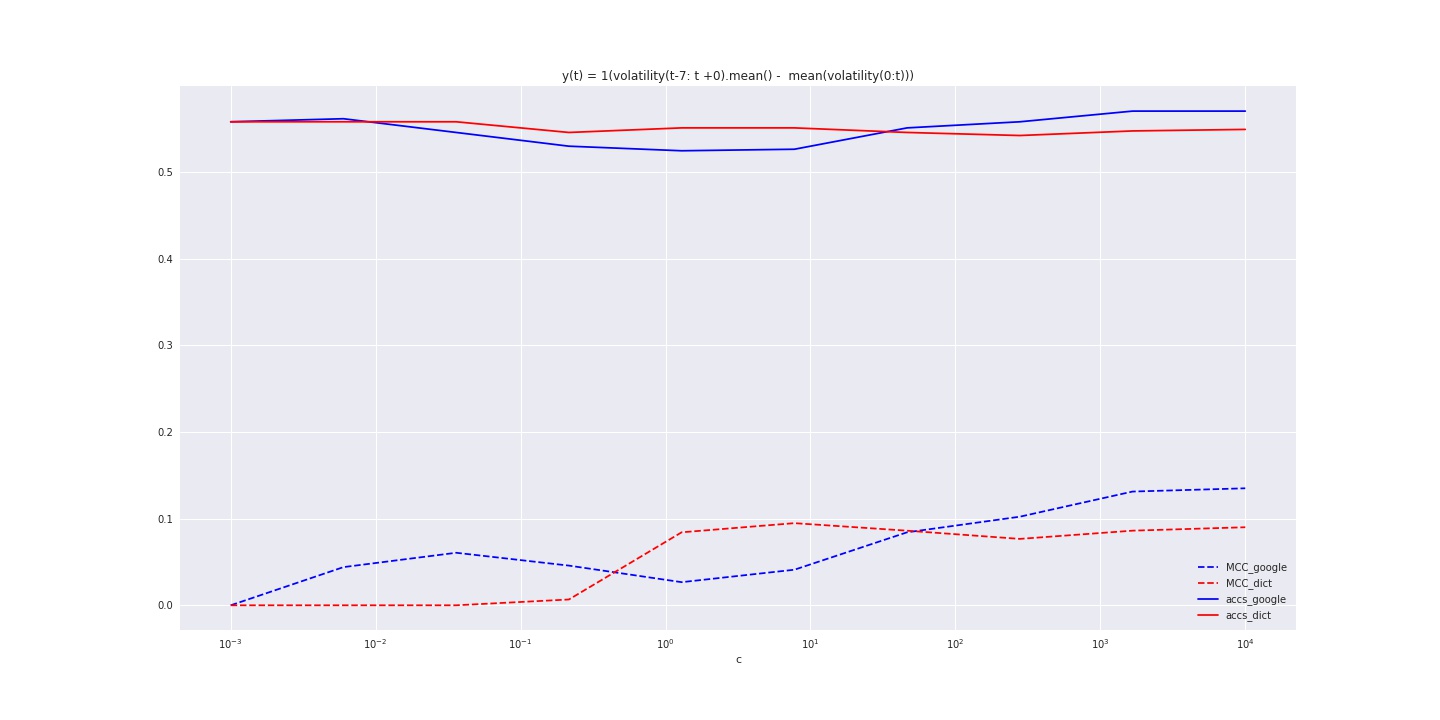 y(t) = 1(volatility(t-7: t +0).mean() -  mean(volatility(0:t)))
0.5
0.4
0.3
0.2
0.1
0.0
MCC_google
MCC_dict
accs_google
accs_dict
10⁻³ 10⁻² 10⁻¹ 10⁰ 10¹ 10² 10³ 10⁴
c